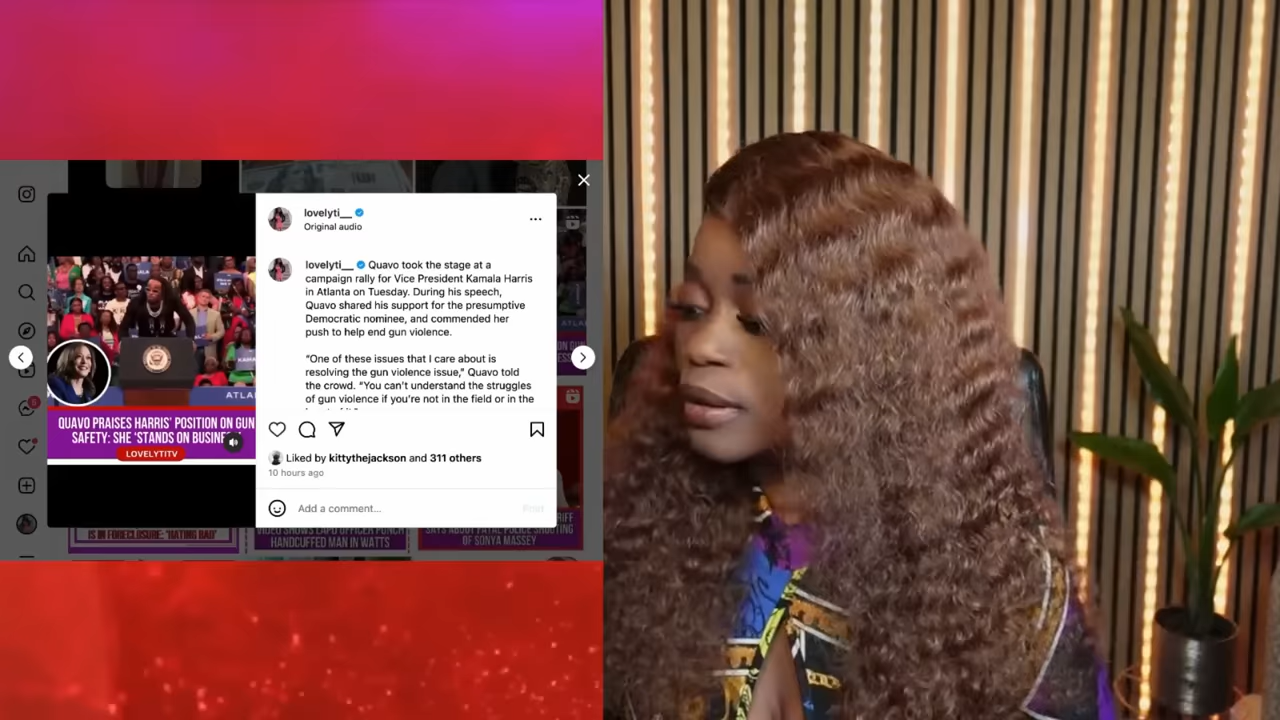 lovelyti__
Original audio
lovelyti__ Quavo took the stage at a
campaign rally for Vice President Kamala Harris
in Atlanta on Tuesday. During his speech,
Quavo shared his support for the presumptive
Democratic nominee, and commended her
push to help end gun violence.
“One of these issues that I care about is
resolving the gun violence issue,” Quavo told
the crowd. “You can’t understand the struggles
of gun violence if you’re not in the field or in the
ATLA
QUAVO PRAISES HARRIS’ POSITION ON GUN
SAFETY: SHE ‘STANDS ON
LOVELYTITV
Liked by kittythejackson and 311 others
10 hours ago
Add a comment...
Post
IS IN FORECLOSURE: ‘HATING BAD’
VIDEO SHOWS LAPD OFFICER PUNCH
HANDCUFFED MAN IN WATTS
SAYS ABOUT FATAL POLICE SHOOTING
OF SONYA MASSEY